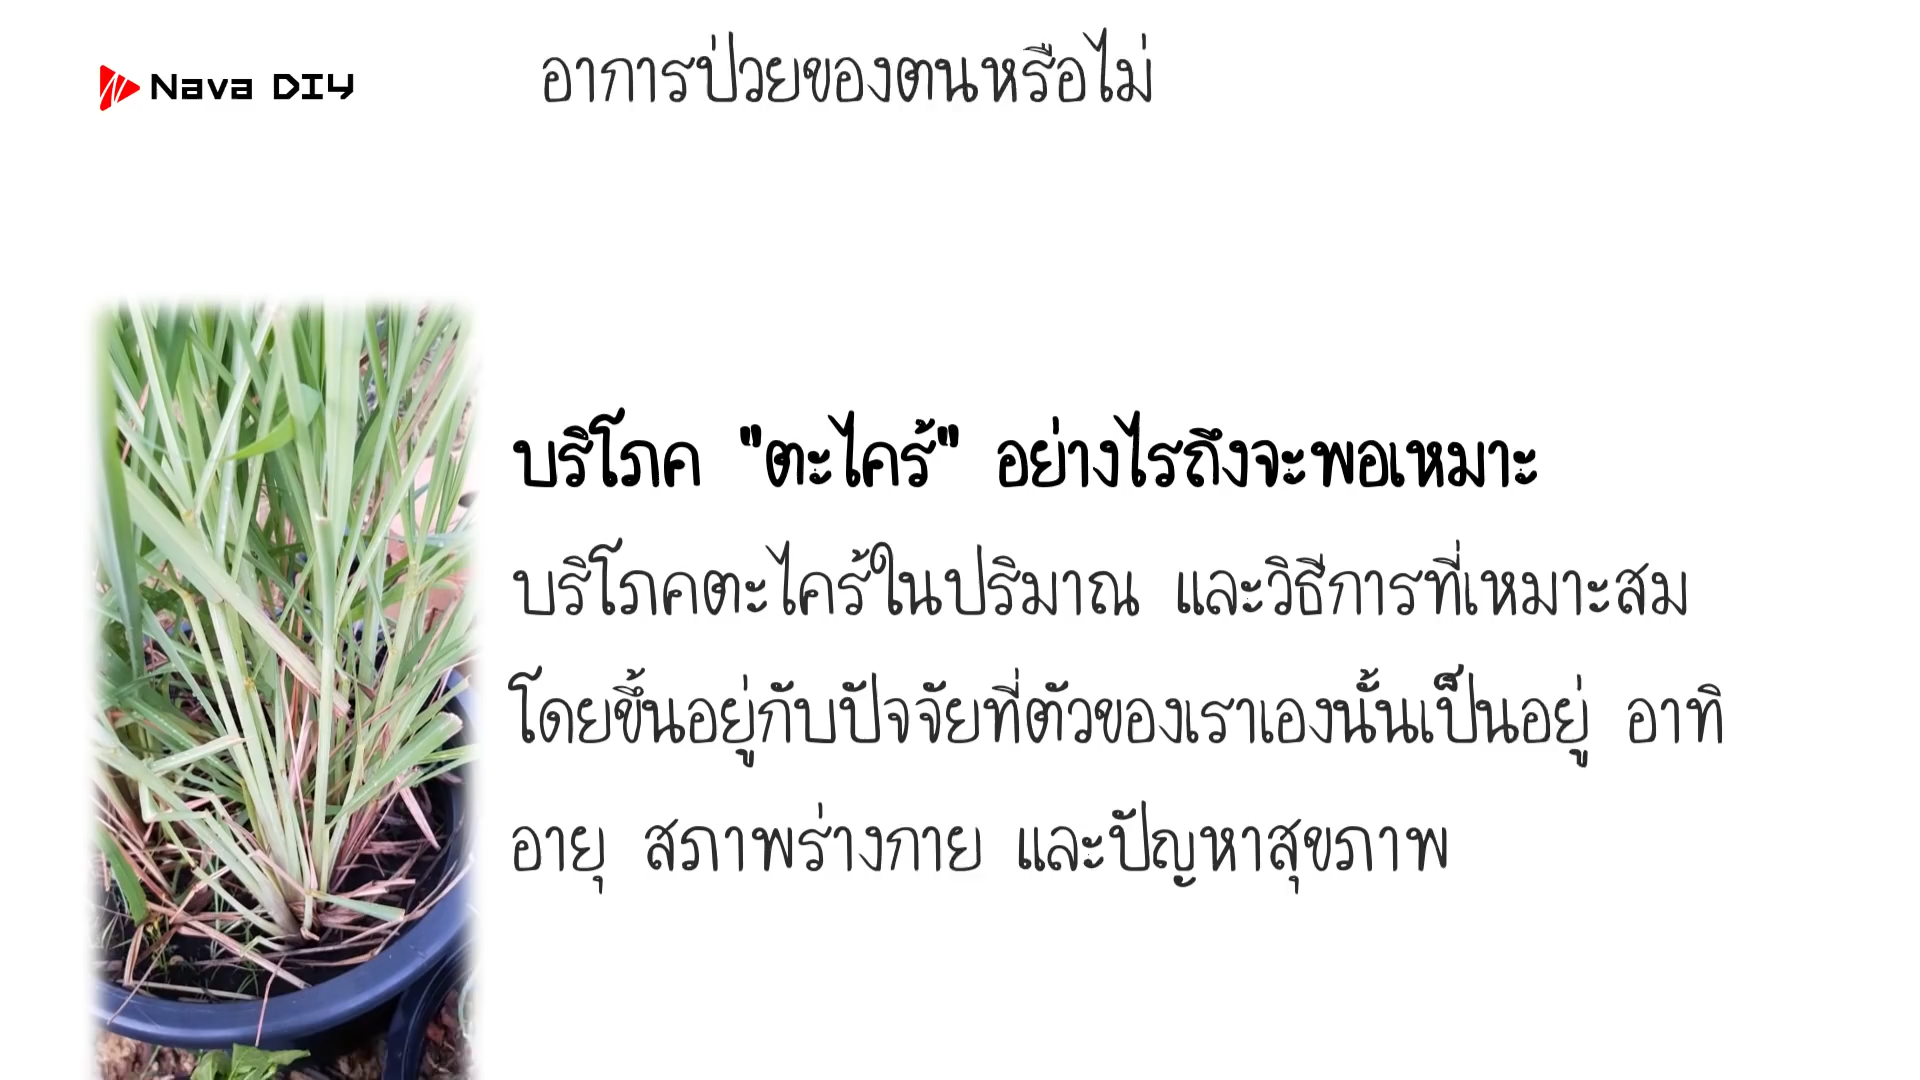 Nava DIY
อาการป่วยของตนหรือไม่
บริโภค "ตะไคร้" อย่างไรถึงจะพอเหมาะ
บริโภคตะไคร้ในปริมาณ และวิธีการที่เหมาะสม
โดยขึ้นอยู่กับปัจจัยที่ตัวของเราเองนั้นเป็นอยู่ อาทิ
อายุ สภาพร่างกาย และปัญหาสุขภาพ